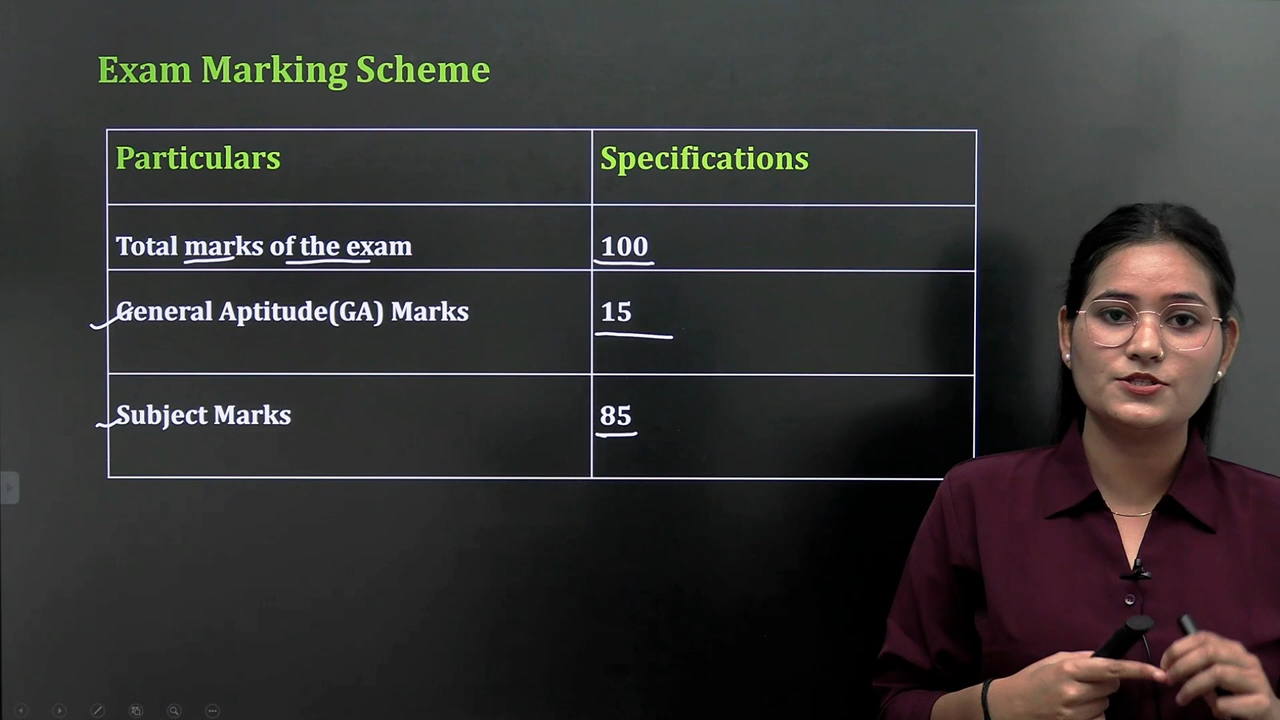 Exam Marking Scheme
Particulars Specifications
Total marks of the exam 100
General Aptitude(GA) Marks 15
Subject Marks 85